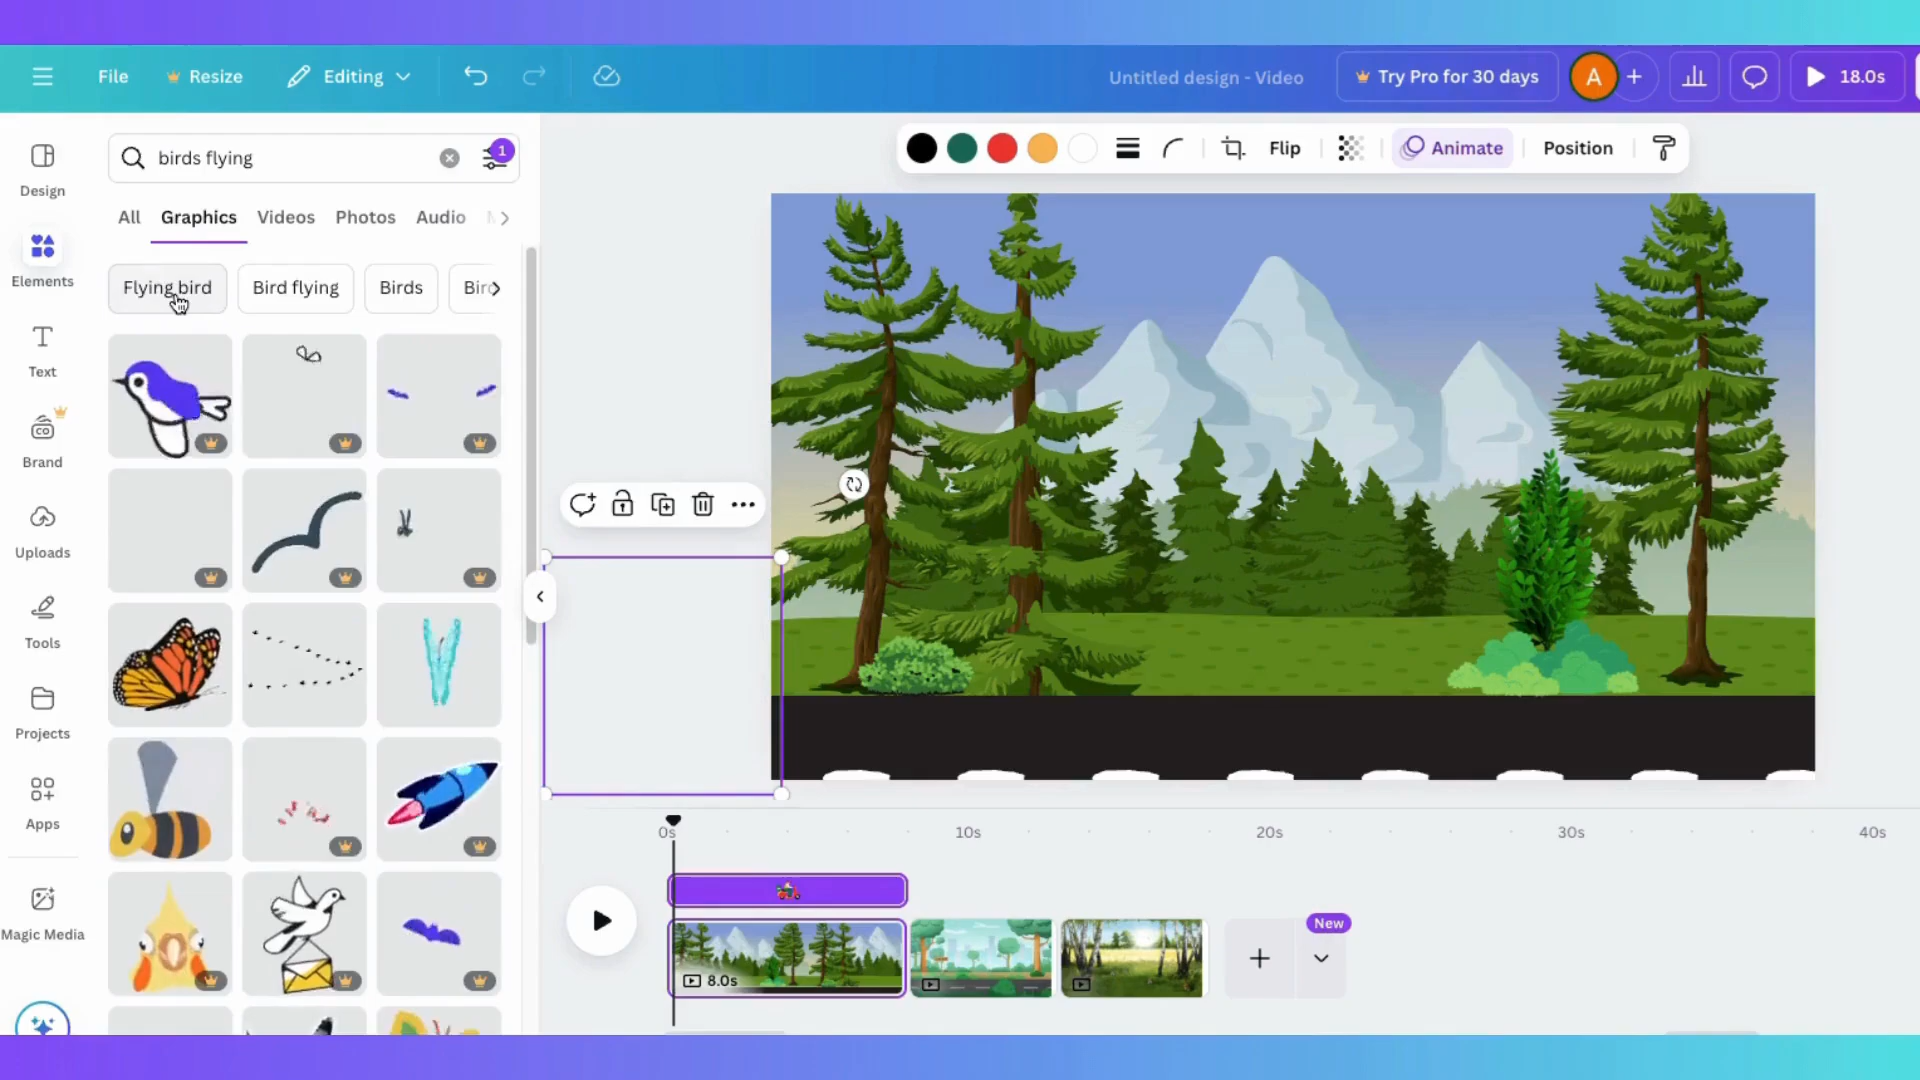 File
Resize
Editing
Untitled design - Video
Try Pro for 30 days
A
18.0s
birds flying
1
All
Graphics
Videos
Photos
Audio
Flying bird
Bird flying
Birds
Flip
Animate
Position
Design
Elements
Text
Brand
Uploads
Tools
Projects
Apps
Magic Media
0s
10s
20s
30s
40s
8.0s
New